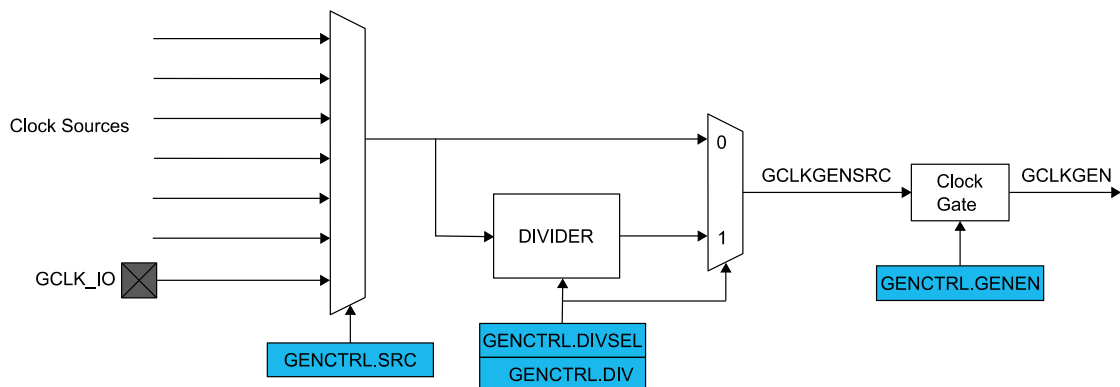 Clock Sources
GCLK_IO
GENCTRL.SRC
DIVIDER
GENCTRL.DIVSEL
GENCTRL.DIV
0
1
GCLKGENSRC
Clock
Gate
GCLKGEN
GENCTRL.GENEN